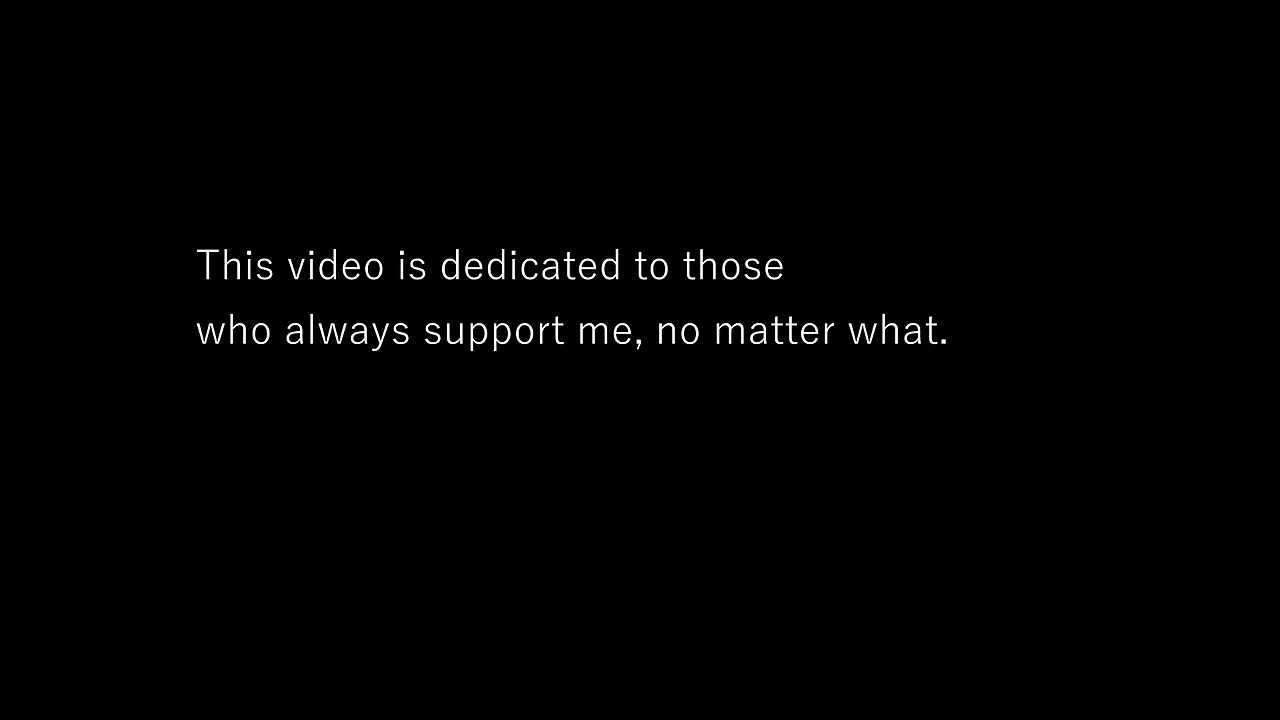 This video is dedicated to those
who always support me, no matter what.